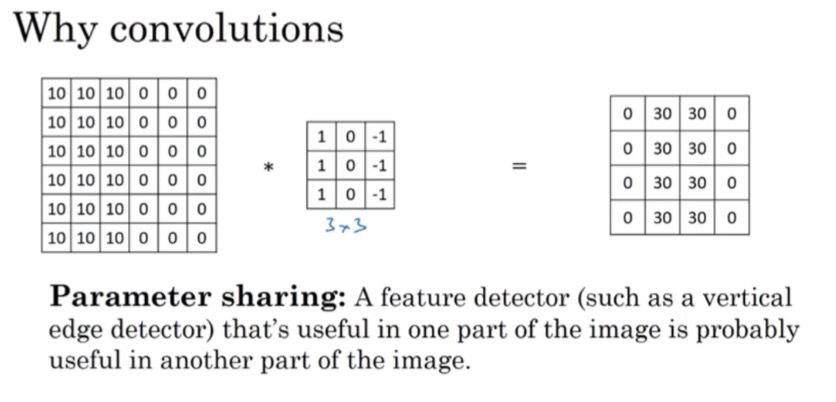 Why convolutions
10 10 10 0 0 0
10 10 10 0 0 0
10 10 10 0 0 0
10 10 10 0 0 0
10 10 10 0 0 0
10 10 10 0 0 0
*
1 0 -1
1 0 -1
1 0 -1
3×3
=
0 30 30 0
0 30 30 0
0 30 30 0
0 30 30 0
Parameter sharing: A feature detector (such as a vertical
edge detector) that's useful in one part of the image is probably
useful in another part of the image.